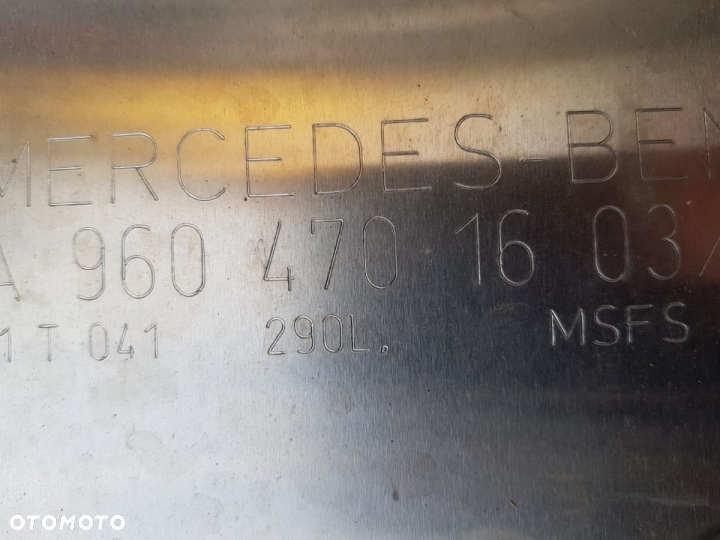 MERCEDES-BEN
A 960 470 16 03
1 T 041 290L. MSFS
OTOMOTO